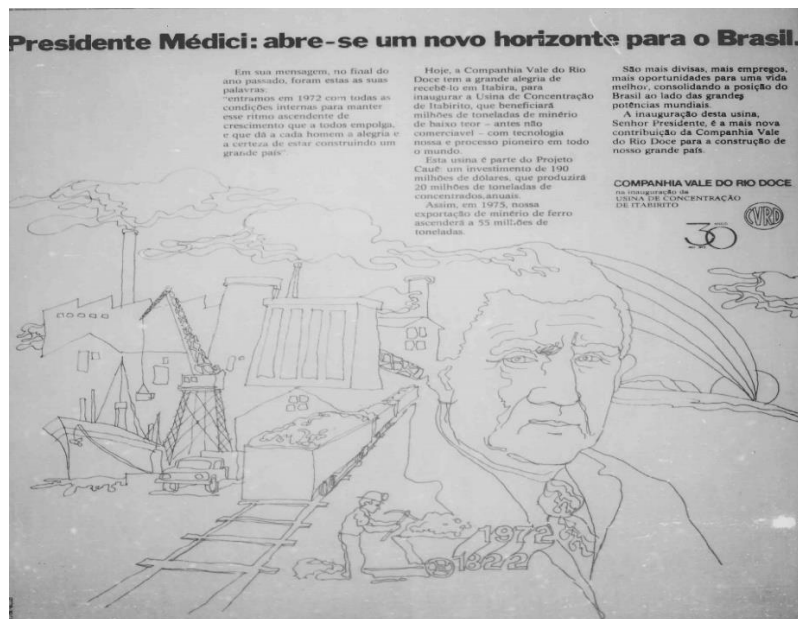 Presidente Médici: abre-se um novo horizonte para o Brasil.
Em sua mensagem, no final do
ano passado, foram estas as suas
palavras:
"entramos em 1972 com todas as
condições internas para manter
esse ritmo ascendente de
crescimento que a todos empolga,
e que dá a cada homem a alegria e
a certeza de estar construindo um
grande país".
Hoje, a Companhia Vale do Rio
Doce tem a grande alegria de
recebê-lo em Itabira, para
inaugurar a Usina de Concentração
de Itabirito, que beneficiará
milhões de toneladas de minério
de baixo teor – antes não
comerciavel – com tecnologia
nossa e processo pioneiro em todo
o mundo.
Esta usina é parte do Projeto
Cauê: um investimento de 190
milhões de dólares, que produzirá
20 milhões de toneladas de
concentrados anuais.
Assim, em 1975, nossa
exportação de minério de ferro
ascenderá a 55 milhões de
toneladas.
São mais divisas, mais empregos,
mais oportunidades para uma vida
melhor, consolidando a posição do
Brasil ao lado das grandes
potências mundiais.
A inauguração desta usina,
Senhor Presidente, é a mais nova
contribuição da Companhia Vale
do Rio Doce para a construção de
nosso grande país.
COMPANHIA VALE DO RIO DOCE
na inauguração da
USINA DE CONCENTRAÇÃO
DE ITABIRITO
30
CVRD
1972
1822